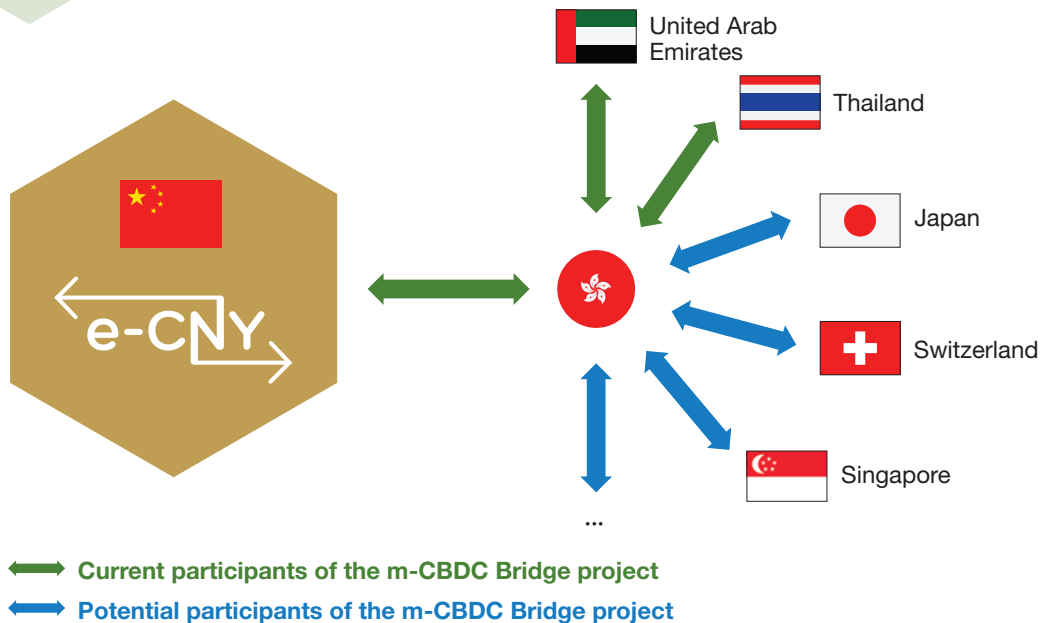 United Arab
Emirates
Thailand
Japan
e-CNY
Switzerland
Singapore
...
Current participants of the m-CBDC Bridge project
Potential participants of the m-CBDC Bridge project